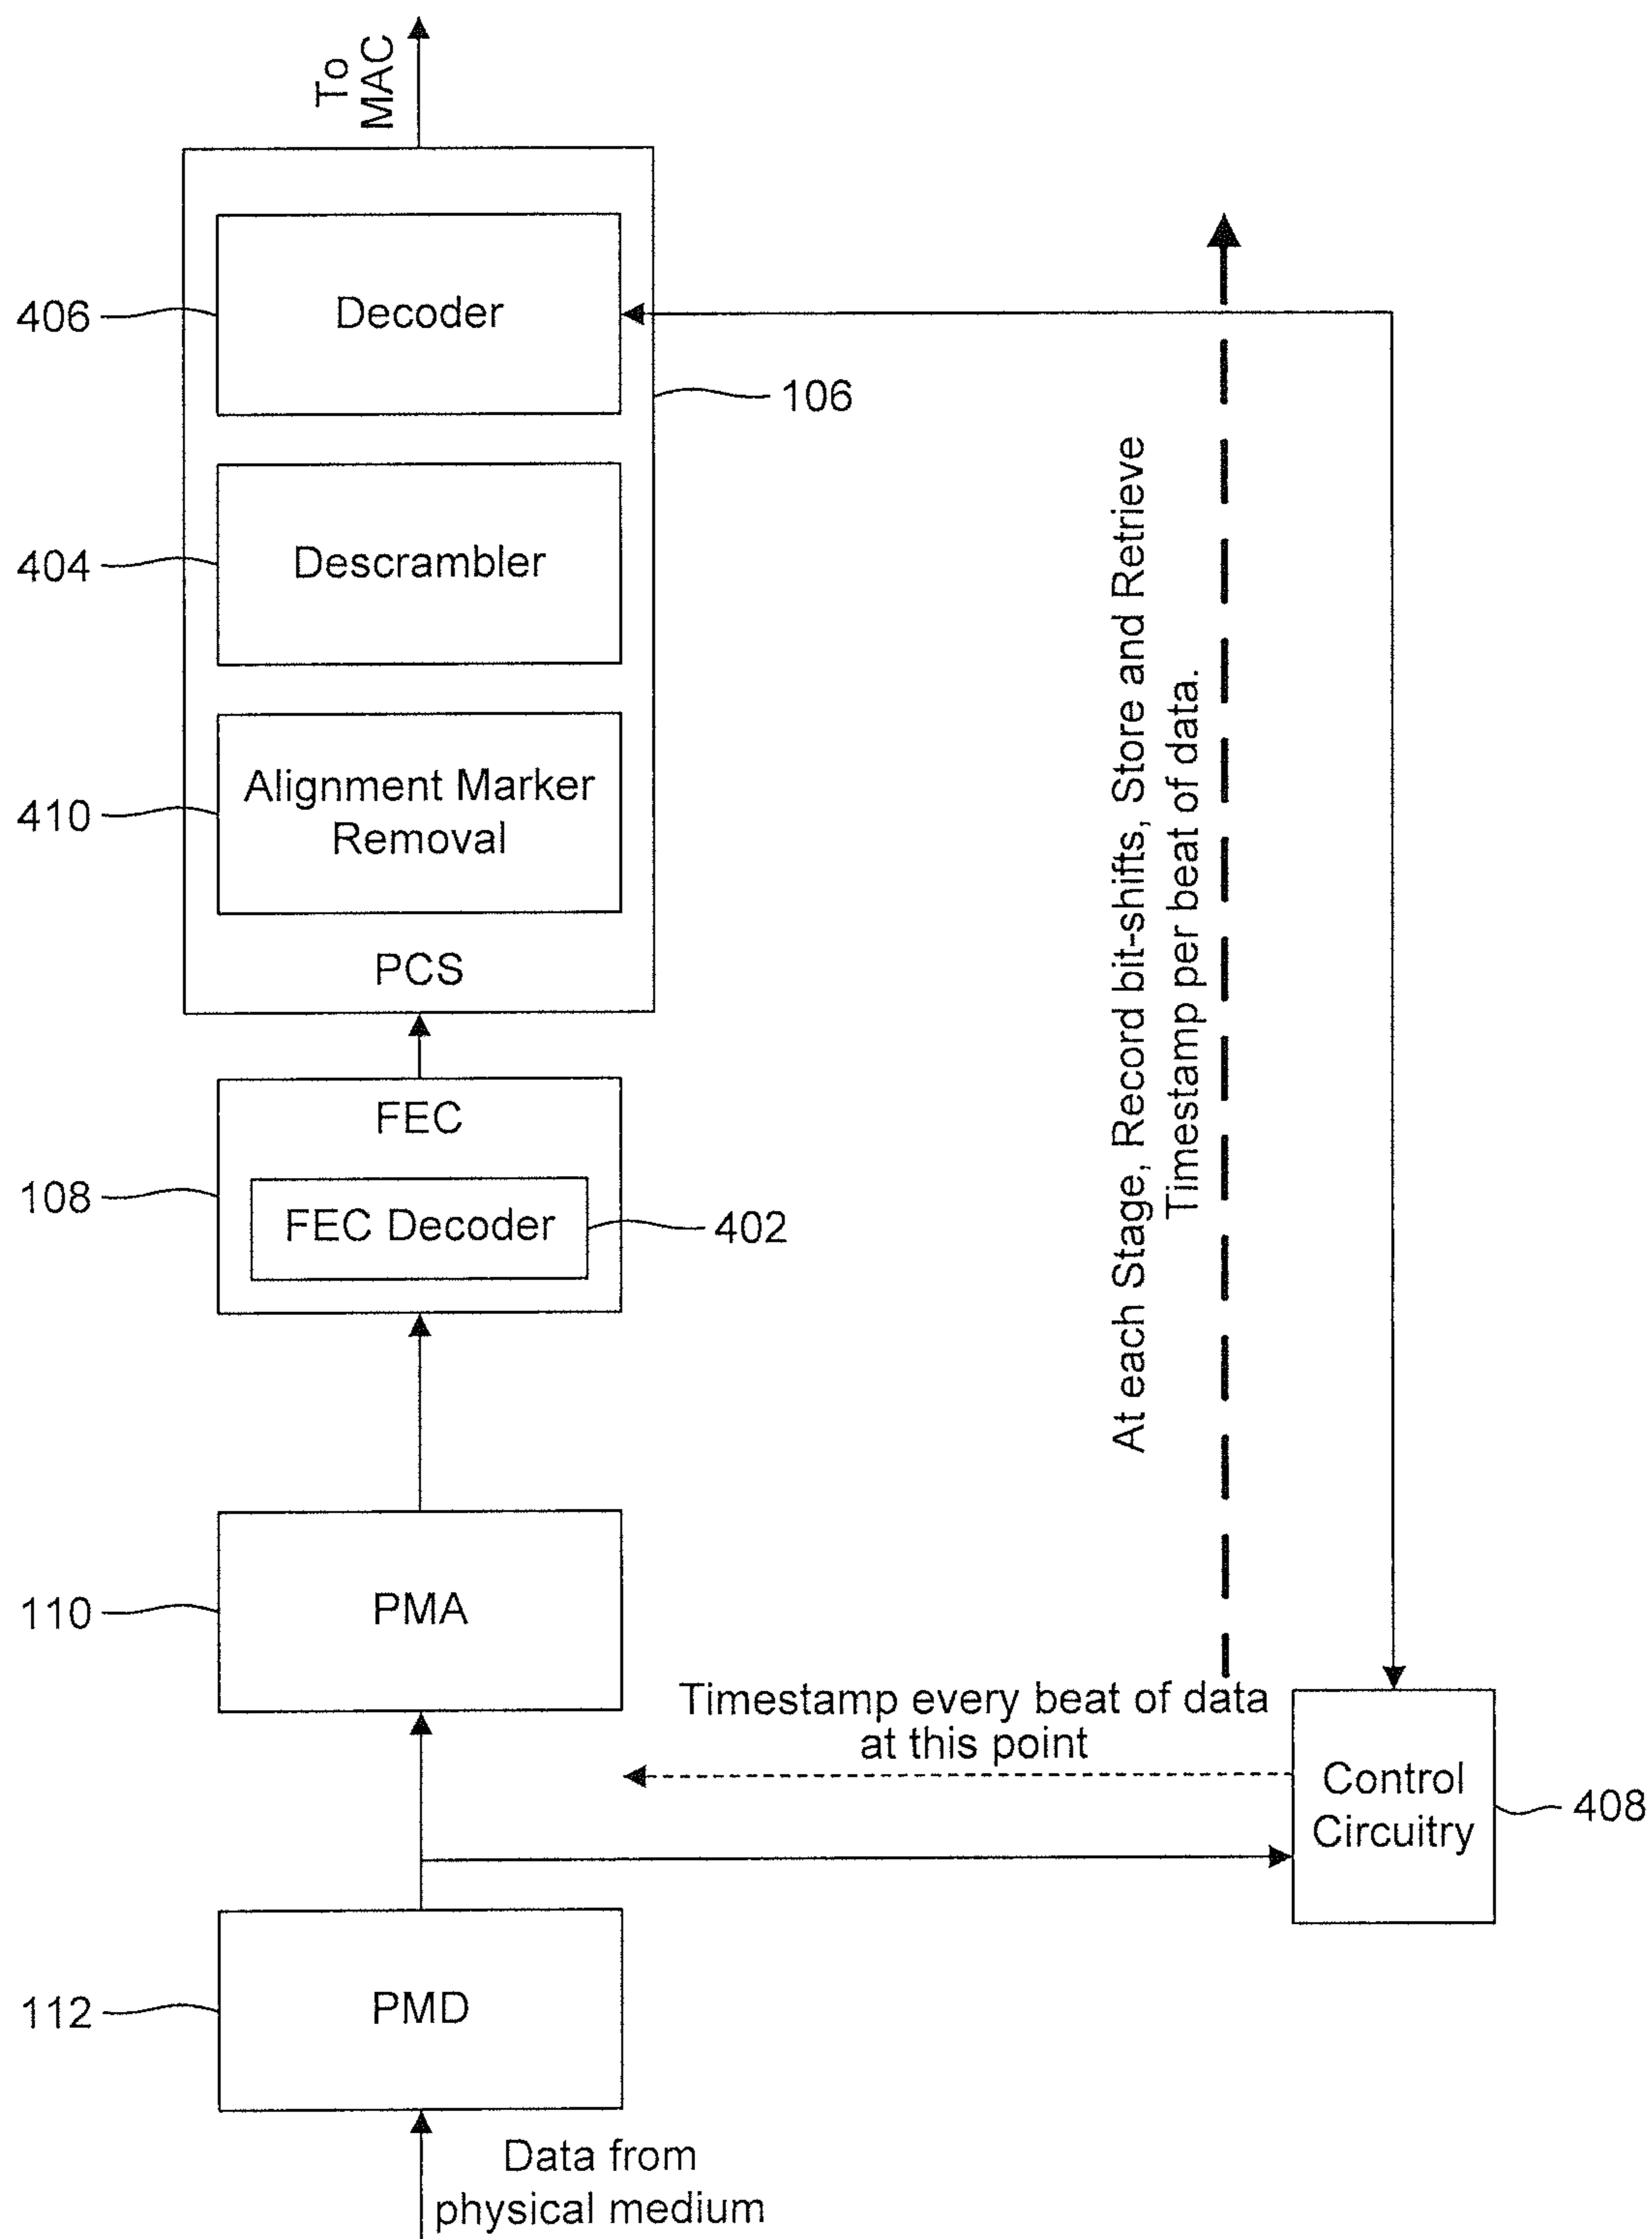 To
MAC
Decoder
406
106
Descrambler
404
Alignment Marker
Removal
410
PCS
At each Stage, Record bit-shifts, Store and Retrieve
Timestamp per beat of data.
FEC
108
FEC Decoder
402
PMA
110
Timestamp every beat of data
at this point
Control
Circuitry
408
PMD
112
Data from
physical medium